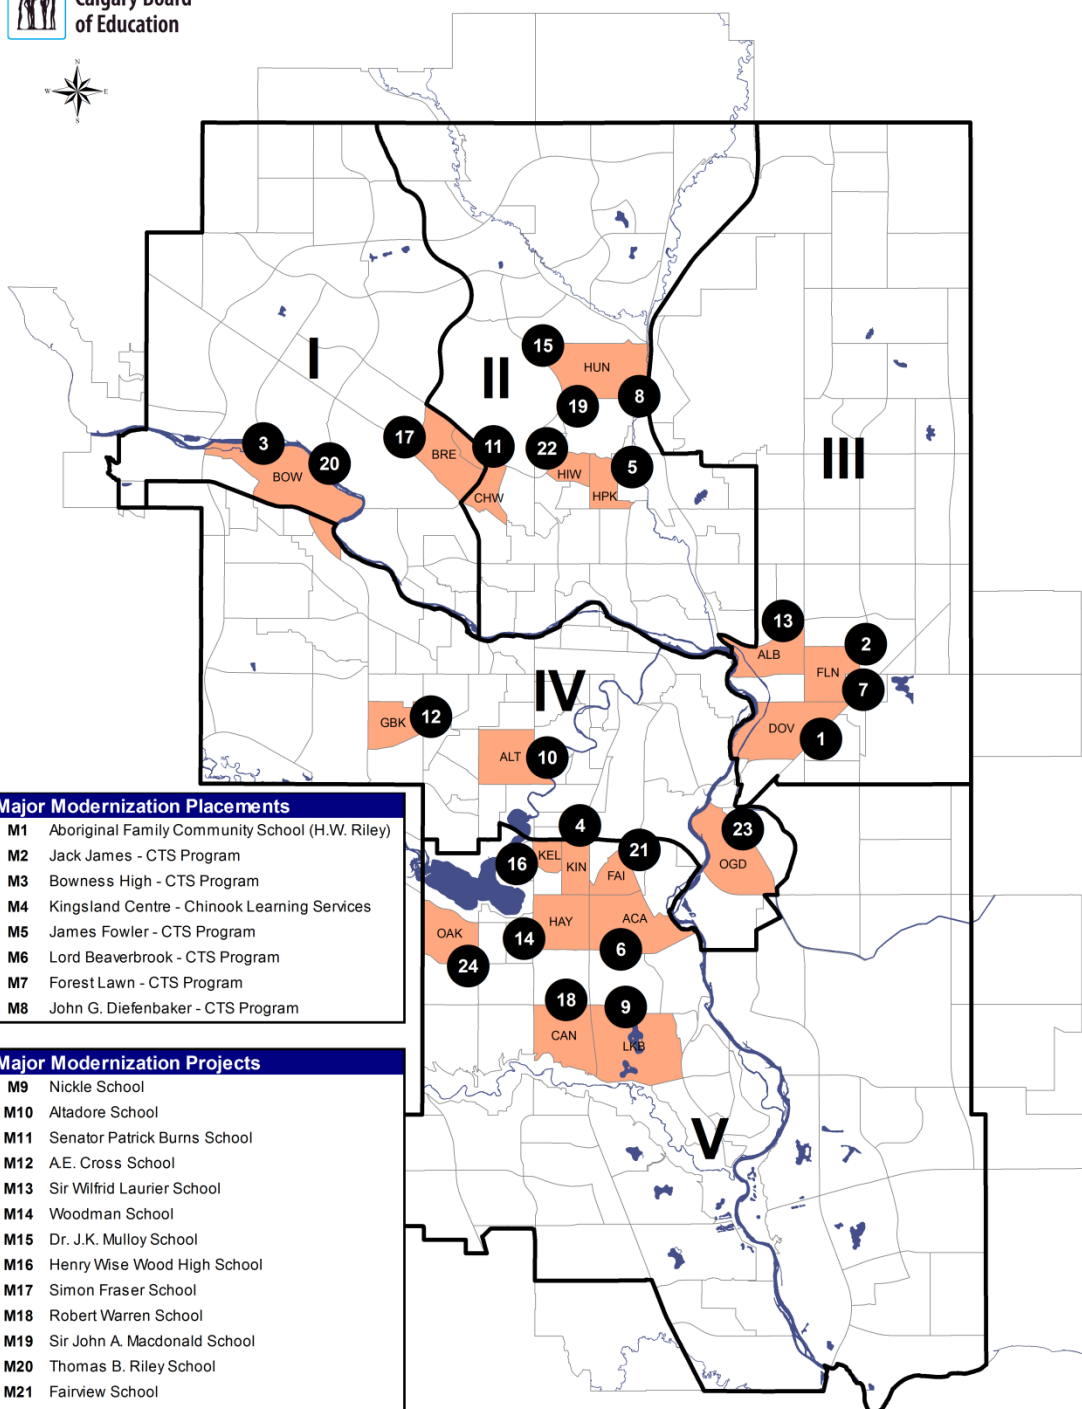 Calgary Board
of Education
N
W
E
S
I
II
III
IV
V
15
HUN
8
19
17
11
22
5
BRE
HIW
HPK
CHW
3
20
BOW
13
2
ALB
FLN
7
DOV
1
GBK
12
ALT
10
4
21
23
16
KEL
KIN
FAI
OGD
HAY
ACA
OAK
14
6
24
18
9
CAN
LKB
Major Modernization Placements
M1 Aboriginal Family Community School (H.W. Riley)
M2 Jack James - CTS Program
M3 Bowness High - CTS Program
M4 Kingsland Centre - Chinook Learning Services
M5 James Fowler - CTS Program
M6 Lord Beaverbrook - CTS Program
M7 Forest Lawn - CTS Program
M8 John G. Diefenbaker - CTS Program
Major Modernization Projects
M9 Nickle School
M10 Altadore School
M11 Senator Patrick Burns School
M12 A.E. Cross School
M13 Sir Wilfrid Laurier School
M14 Woodman School
M15 Dr. J.K. Mulloy School
M16 Henry Wise Wood High School
M17 Simon Fraser School
M18 Robert Warren School
M19 Sir John A. Macdonald School
M20 Thomas B. Riley School
M21 Fairview School